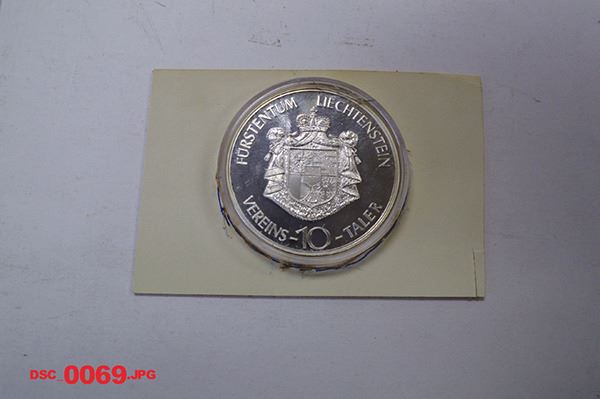 FÜRSTENTUM LIECHTENSTEIN
VEREINS-10-TALER
DSC_0069.JPG